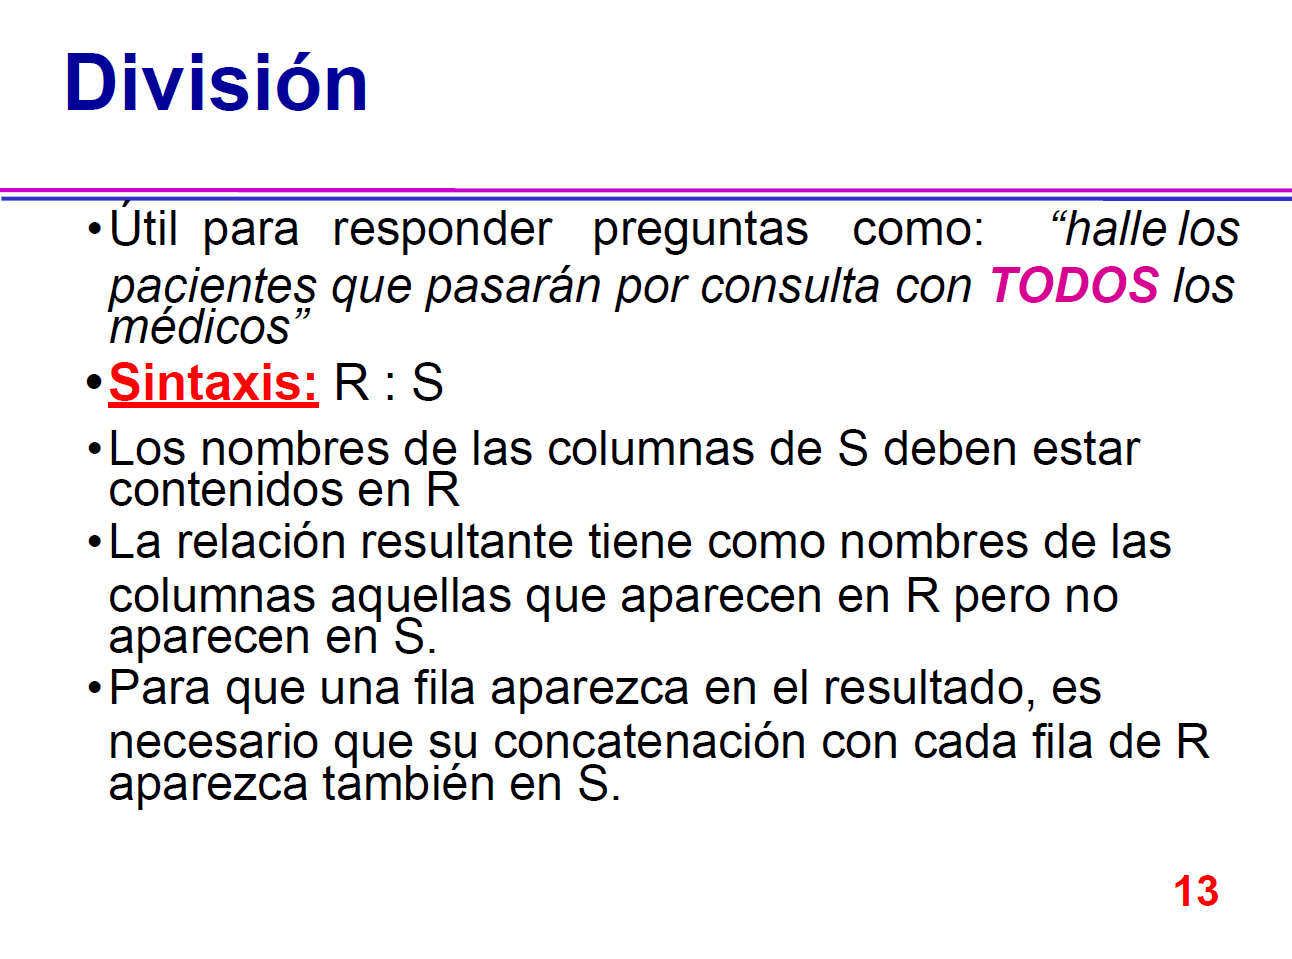 División
•Útil para responder preguntas como: “halle los
pacientes que pasarán por consulta con TODOS los
médicos”
•Sintaxis: R : S
•Los nombres de las columnas de S deben estar
contenidos en R
•La relación resultante tiene como nombres de las
columnas aquellas que aparecen en R pero no
aparecen en S.
•Para que una fila aparezca en el resultado, es
necesario que su concatenación con cada fila de R
aparezca también en S.
13